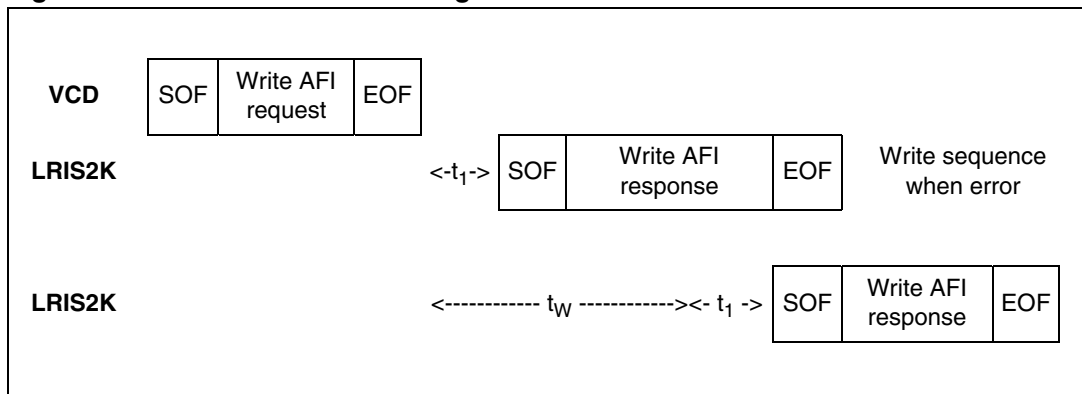 VCD SOF Write AFI request EOF
LRIS2K <-t1-> SOF Write AFI response EOF Write sequence when error
LRIS2K <------------ tW ------------><- t1 -> SOF Write AFI response EOF